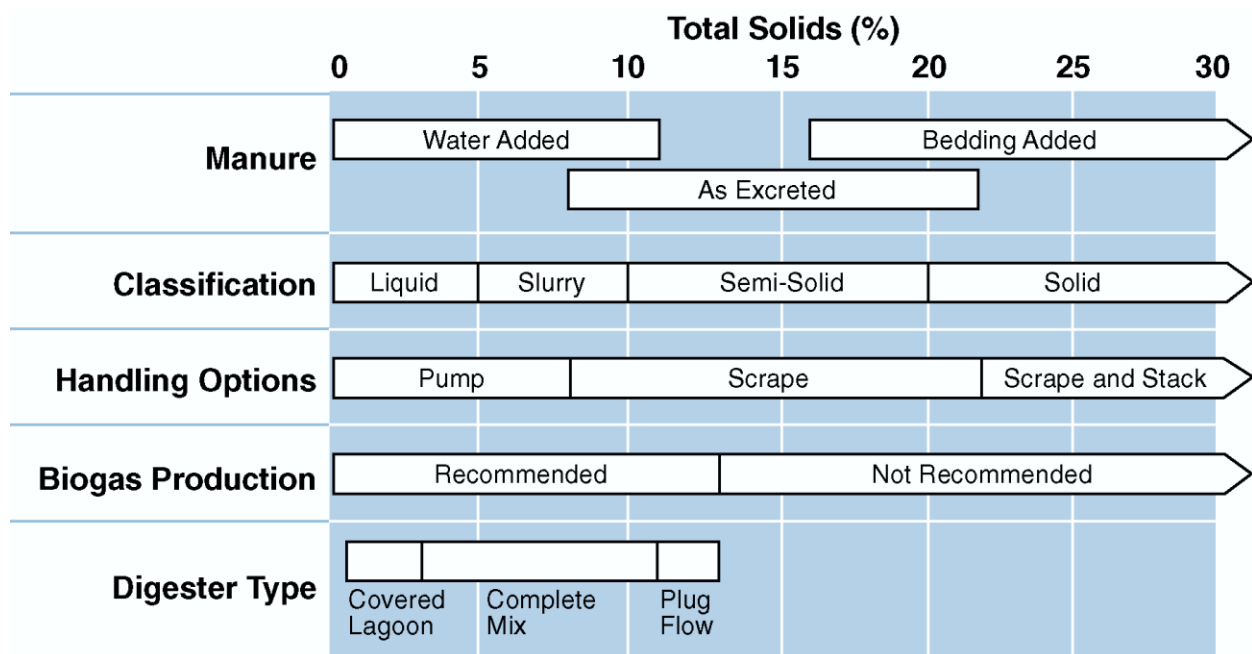 Total Solids (%)
0 5 10 15 20 25 30
Manure
Water Added
Bedding Added
As Excreted
Classification
Liquid
Slurry
Semi-Solid
Solid
Handling Options
Pump
Scrape
Scrape and Stack
Biogas Production
Recommended
Not Recommended
Digester Type
Covered
Lagoon
Complete
Mix
Plug
Flow